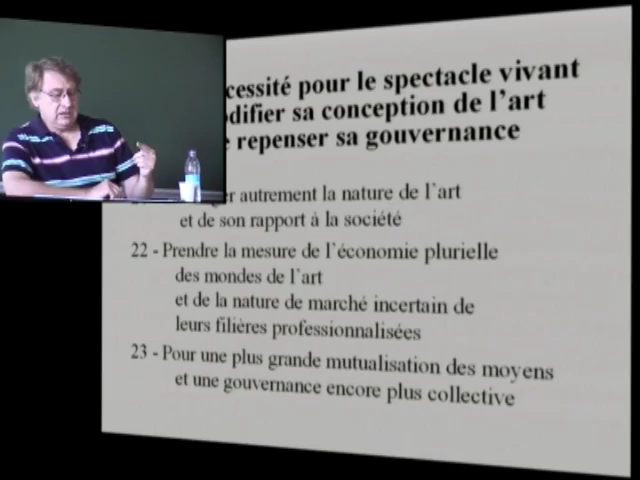 cessité pour le spectacle vivant
difier sa conception de l'art
repenser sa gouvernance
er autrement la nature de l'art
et de son rapport à la société
22 - Prendre la mesure de l'économie plurielle
des mondes de l'art
et de la nature de marché incertain de
leurs filières professionnalisées
23 - Pour une plus grande mutualisation des moyens
et une gouvernance encore plus collective